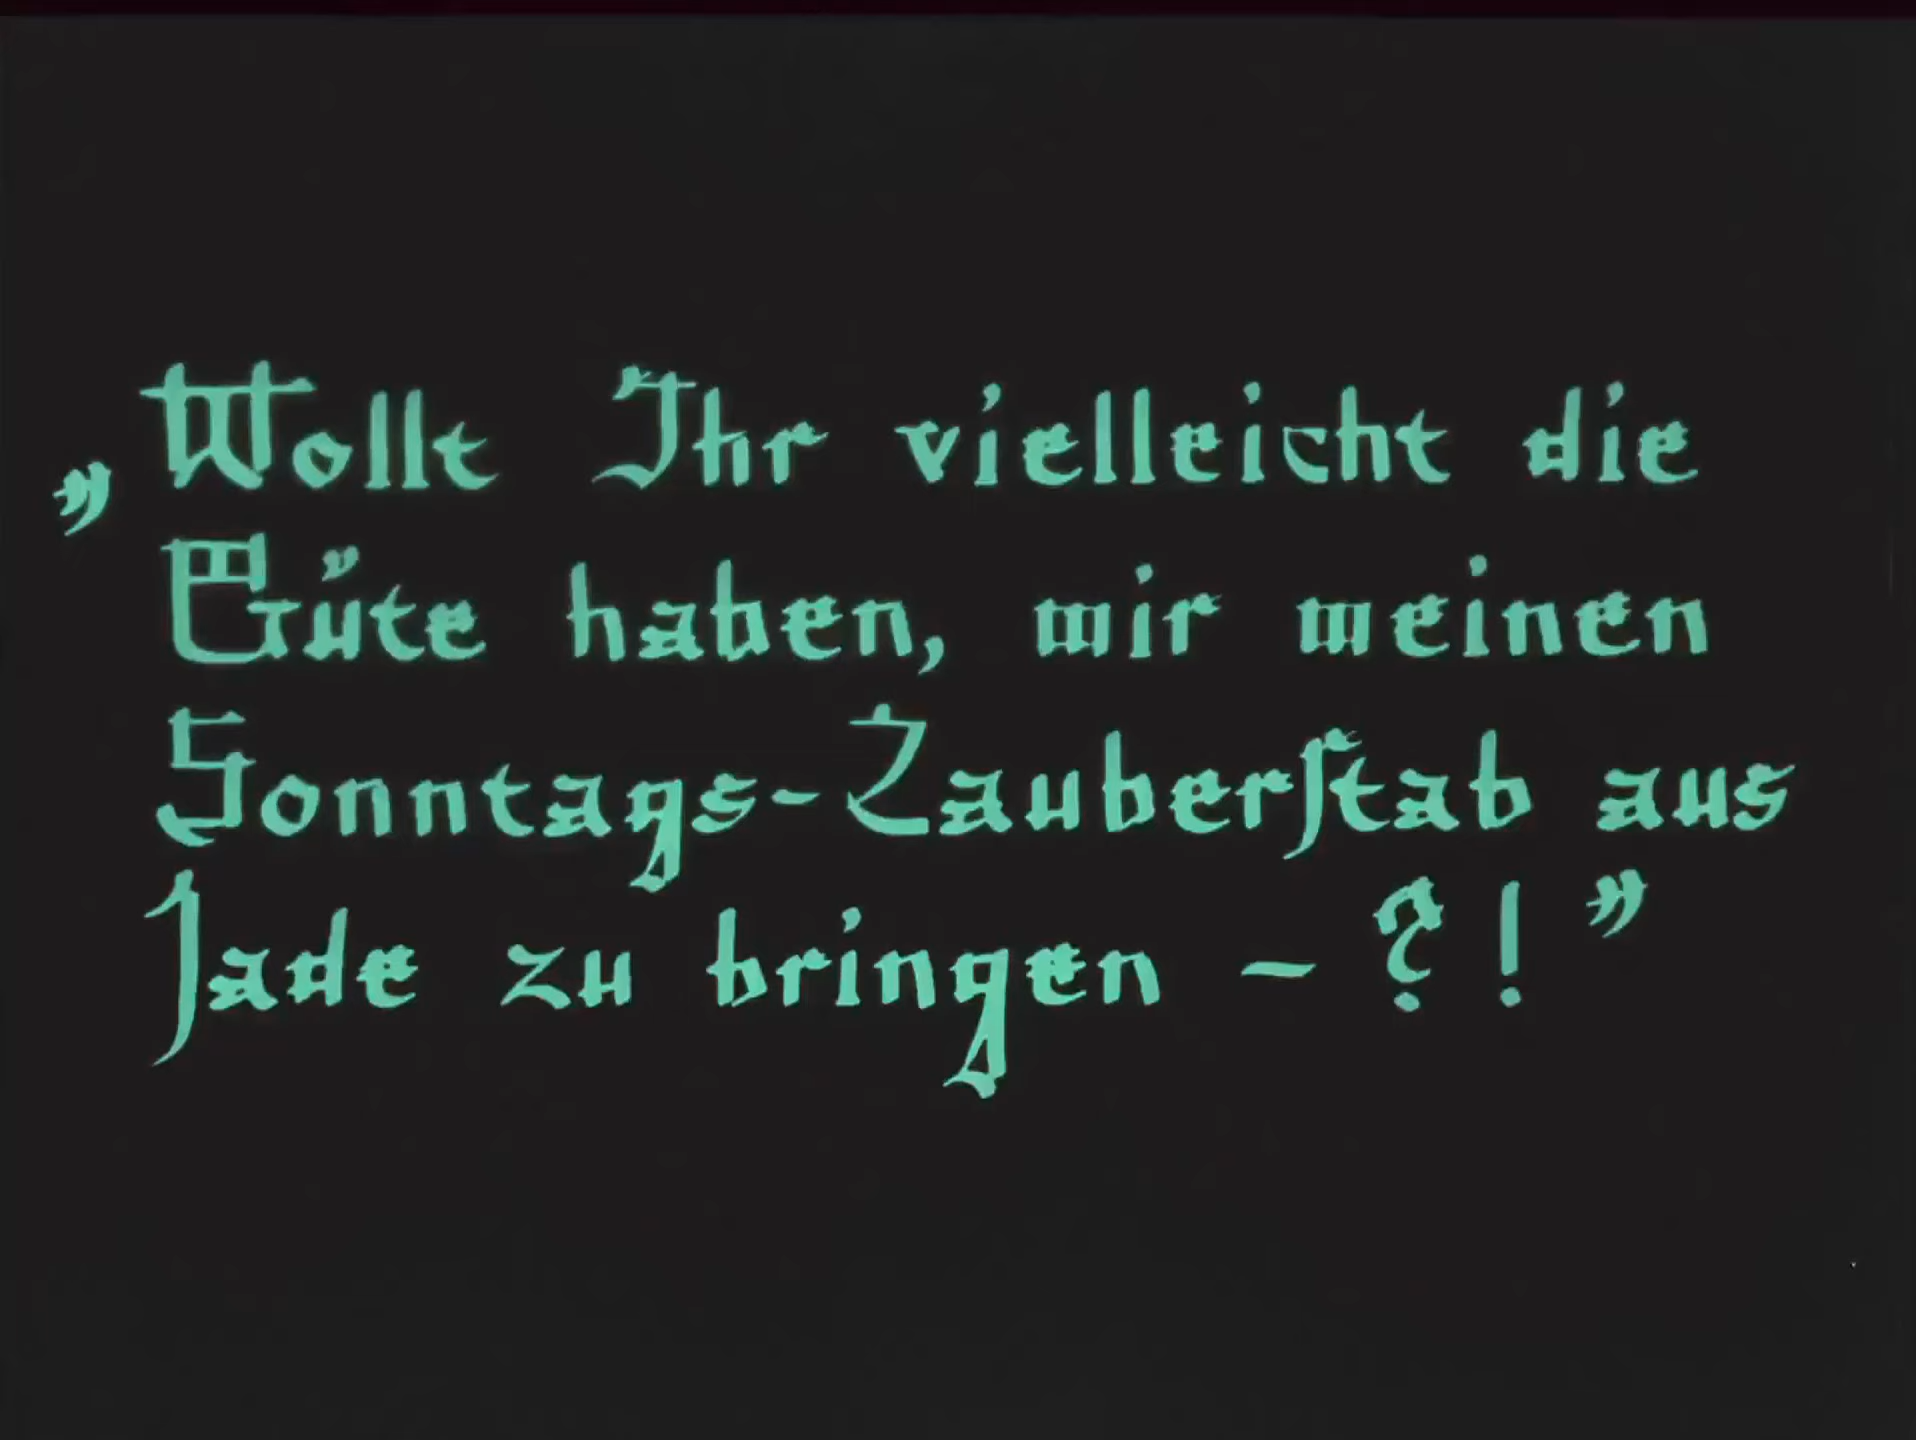 „Wollt Ihr vielleicht die
Güte haben, mir meinen
Sonntags-Zauberſtab aus
Jade zu bringen – ?!”